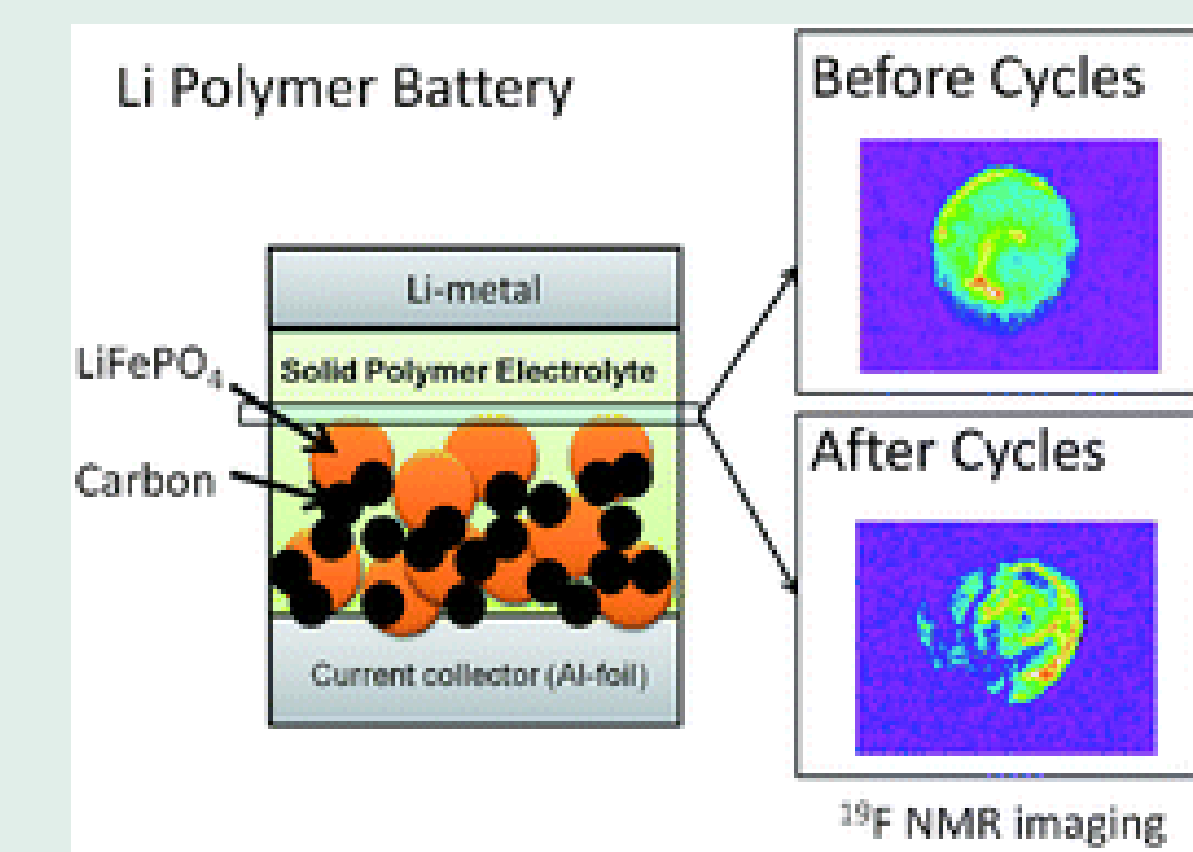 Li Polymer Battery
Before Cycles
Li-metal
LiFePO₄
Solid Polymer Electrolyte
Carbon
After Cycles
Current collector (Al-foil)
¹⁹F NMR imaging